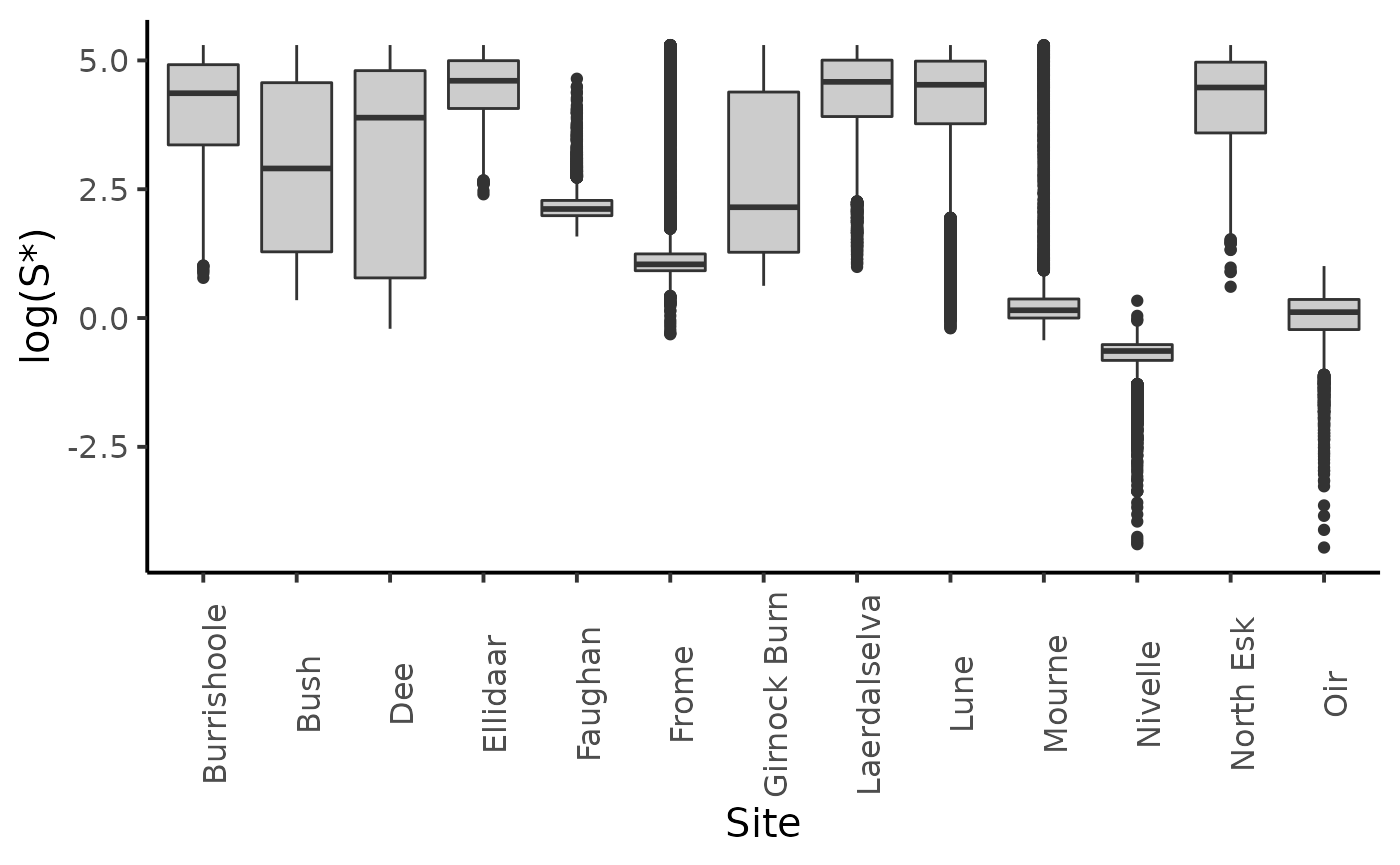 log(S*)
5.0
2.5
0.0
-2.5
Burrishoole
Bush
Dee
Ellidaar
Faughan
Frome
Girnock Burn
Laerdalselva
Lune
Mourne
Nivelle
North Esk
Oir
Site